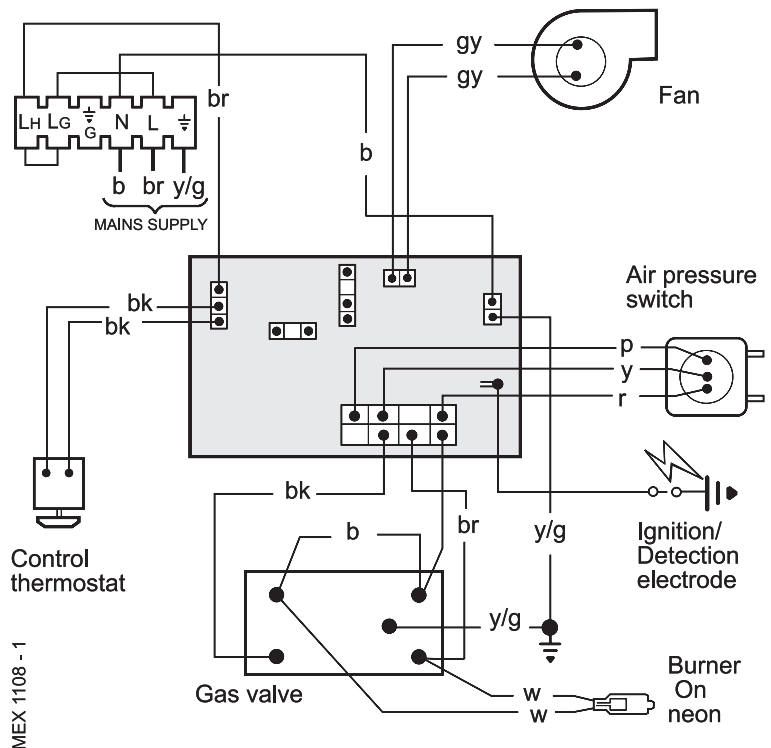 gy
gy
Fan
br
LH LG G N L
b
b br y/g
MAINS SUPPLY
Air pressure
switch
bk
bk
p
y
r
bk
br
b
y/g
Ignition/
Detection
electrode
Control
thermostat
y/g
Gas valve
w
w
Burner
On
neon
MEX 1108 - 1